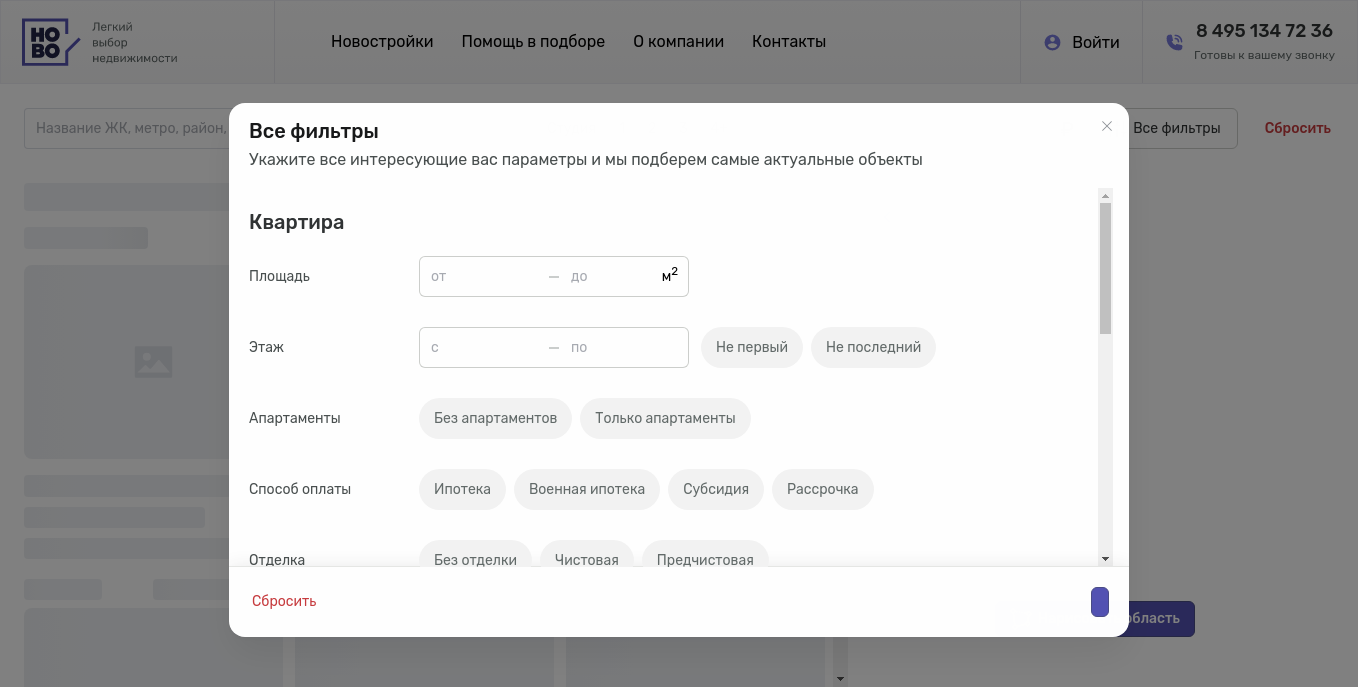 НО
ВО
Легкий
выбор
недвижимости
Новостройки Помощь в подборе О компании Контакты
Войти
8 495 134 72 36
Готовы к вашему звонку
Название ЖК, метро, район,
Все фильтры
Сбросить
Все фильтры
Укажите все интересующие вас параметры и мы подберем самые актуальные объекты
Квартира
Площадь от — до м²
Этаж с — по Не первый Не последний
Апартаменты Без апартаментов Только апартаменты
Способ оплаты Ипотека Военная ипотека Субсидия Рассрочка
Отделка Без отделки Чистовая Предчистовая
Сбросить
область